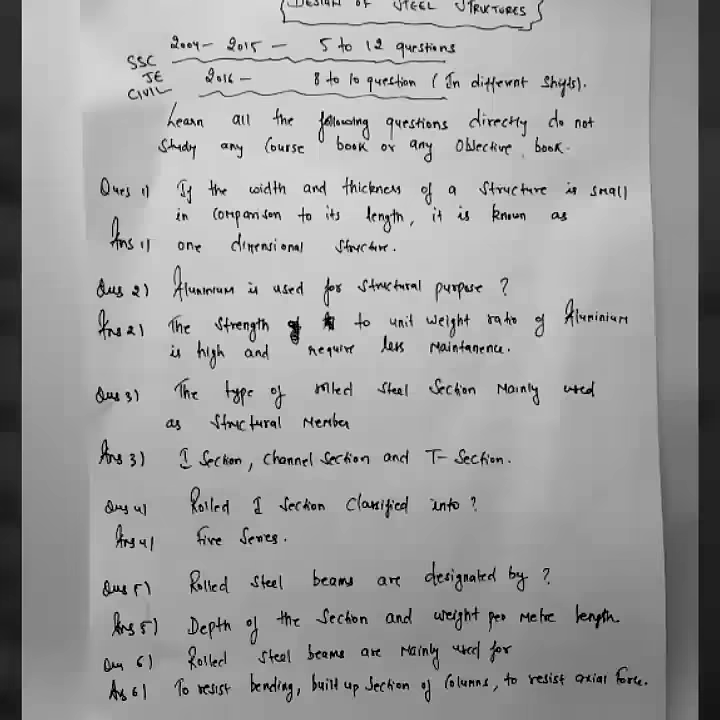 DESIGN OF STEEL STRUCTURES
SSC JE CIVIL
2004 - 2015 - 5 to 12 questions
2016 - 8 to 10 question (In different Shifts).
Learn all the following questions directly do not
study any course book or any Objective book.
Ques 1) If the width and thickness of a structure is small
in comparison to its length, it is known as
Ans 1) one dimensional structure.
Ques 2) Aluminium is used for structural purpose ?
Ans 2) The strength to unit weight ratio of Aluminium
is high and require less Maintanence.
Ques 3) The type of rolled steel section Mainly used
as structural Member
Ans 3) I section, channel section and T- section.
Ques 4) Rolled I section classified into ?
Ans 4) five series.
Ques 5) Rolled steel beams are designated by ?
Ans 5) Depth of the section and weight per Metre length
Ques 6) Rolled steel beams are Mainly used for
Ans 6) To resist bending, build up section of columns, to resist axial force.